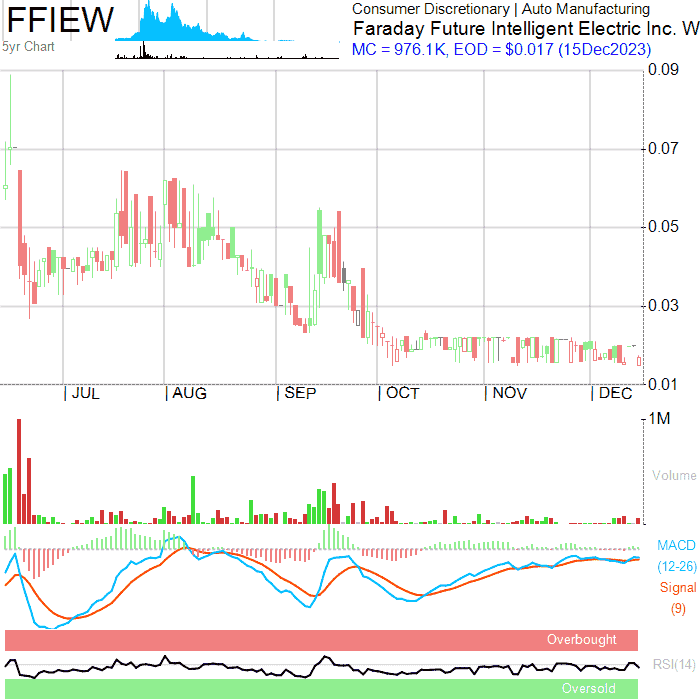 FFIEW
5yr Chart
Consumer Discretionary | Auto Manufacturing
Faraday Future Intelligent Electric Inc. W
MC = 976.1K, EOD = $0.017 (15Dec2023)
0.09
0.07
0.05
0.03
0.01
JUL
AUG
SEP
OCT
NOV
DEC
1M
Volume
MACD
(12-26)
Signal
(9)
Overbought
RSI(14)
Oversold